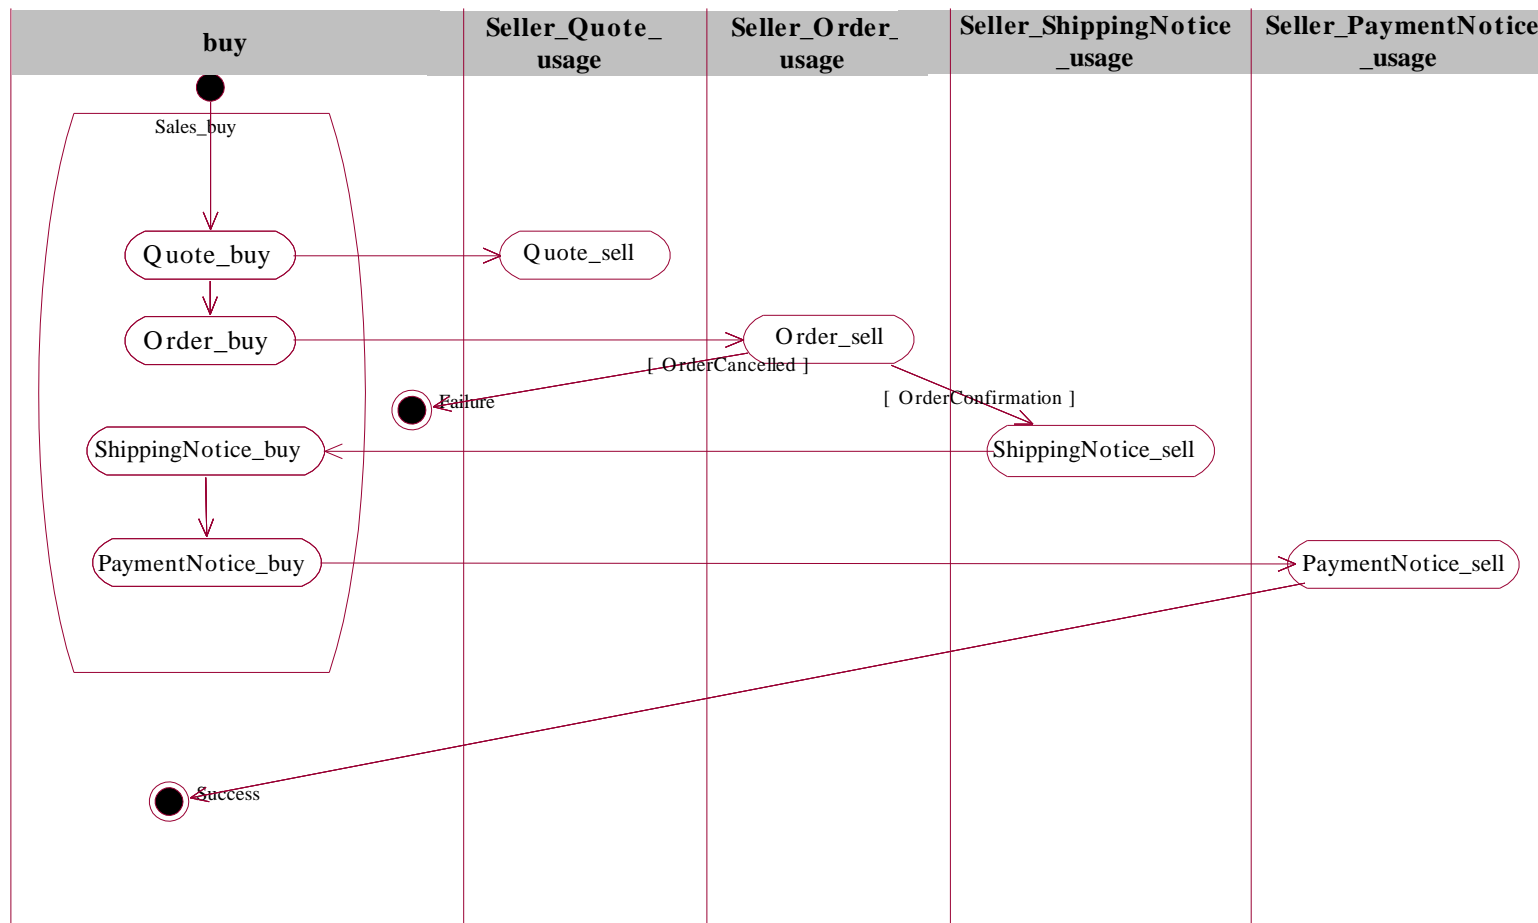 buy
Seller_Quote_
usage
Seller_Order_
usage
Seller_ShippingNotice
_usage
Seller_PaymentNotice
_usage
Sales_buy
Quote_buy
Quote_sell
Order_buy
Order_sell
[ OrderCancelled ]
Failure
[ OrderConfirmation ]
ShippingNotice_buy
ShippingNotice_sell
PaymentNotice_buy
PaymentNotice_sell
Success